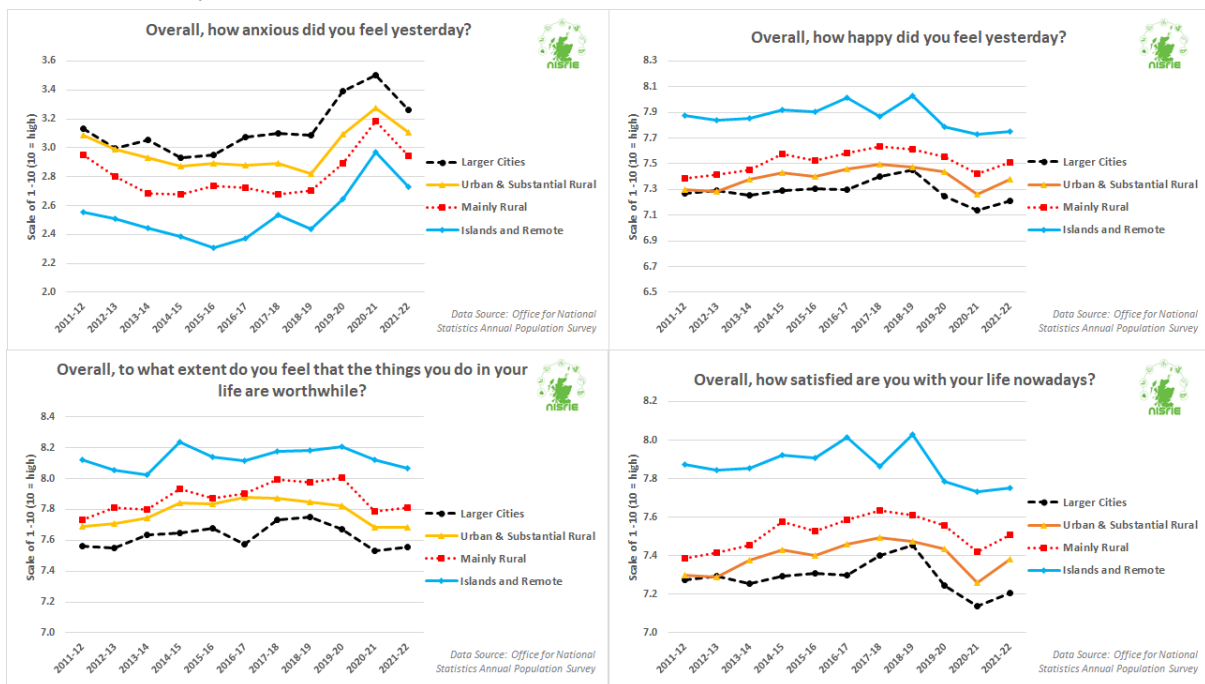 Overall, how anxious did you feel yesterday?
nisrie
3.6
3.4
3.2
3.0
2.8
2.6
2.4
2.2
2.0
Scale of 1 -10 (10 = high)
Larger Cities
Urban & Substantial Rural
Mainly Rural
Islands and Remote
2011-12
2012-13
2013-14
2014-15
2015-16
2016-17
2017-18
2018-19
2019-20
2020-21
2021-22
Data Source: Office for National
Statistics Annual Population Survey
Overall, how happy did you feel yesterday?
nisrie
8.3
8.1
7.9
7.7
7.5
7.3
7.1
6.9
6.7
6.5
Scale of 1 -10 (10 = high)
Larger Cities
Urban & Substantial Rural
Mainly Rural
Islands and Remote
2011-12
2012-13
2013-14
2014-15
2015-16
2016-17
2017-18
2018-19
2019-20
2020-21
2021-22
Data Source: Office for National
Statistics Annual Population Survey
Overall, to what extent do you feel that the things you do in your
life are worthwhile?
nisrie
8.4
8.2
8.0
7.8
7.6
7.4
7.2
7.0
Scale of 1 -10 (10 = high)
Larger Cities
Urban & Substantial Rural
Mainly Rural
Islands and Remote
2011-12
2012-13
2013-14
2014-15
2015-16
2016-17
2017-18
2018-19
2019-20
2020-21
2021-22
Data Source: Office for National
Statistics Annual Population Survey
Overall, how satisfied are you with your life nowadays?
nisrie
8.2
8.0
7.8
7.6
7.4
7.2
7.0
Scale of 1 -10 (10 = high)
Larger Cities
Urban & Substantial Rural
Mainly Rural
Islands and Remote
2011-12
2012-13
2013-14
2014-15
2015-16
2016-17
2017-18
2018-19
2019-20
2020-21
2021-22
Data Source: Office for National
Statistics Annual Population Survey